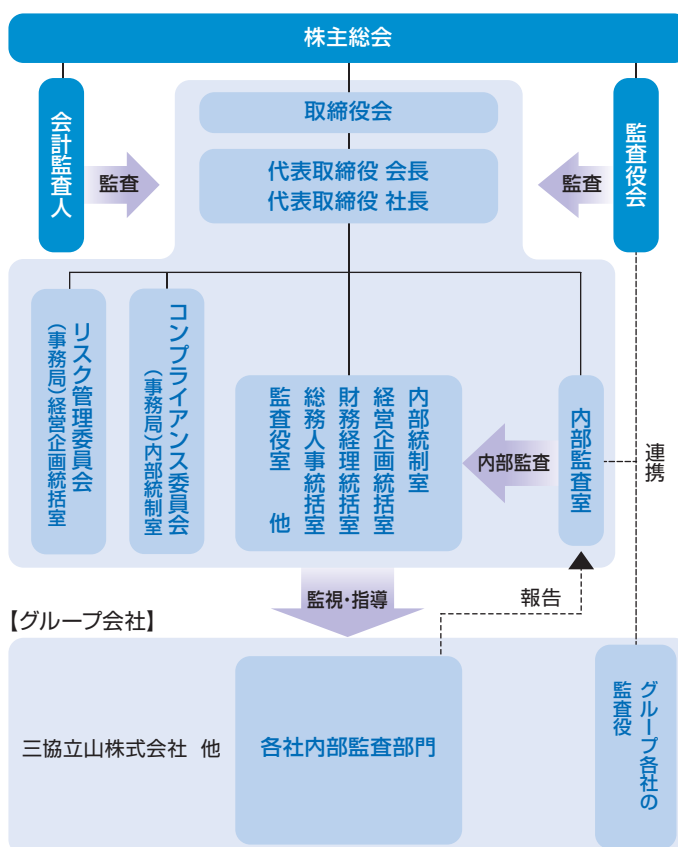 株主総会
会計監査人
監査
取締役会
代表取締役 会長
代表取締役 社長
監査
監査役会
リスク管理委員会
(事務局)経営企画統括室
コンプライアンス委員会
(事務局)内部統制室
内部統制室
経営企画統括室
財務経理統括室
総務人事統括室
監査役室 他
内部監査
内部監査室
連携
監視・指導
報告
【グループ会社】
三協立山株式会社 他
各社内部監査部門
グループ各社の
監査役